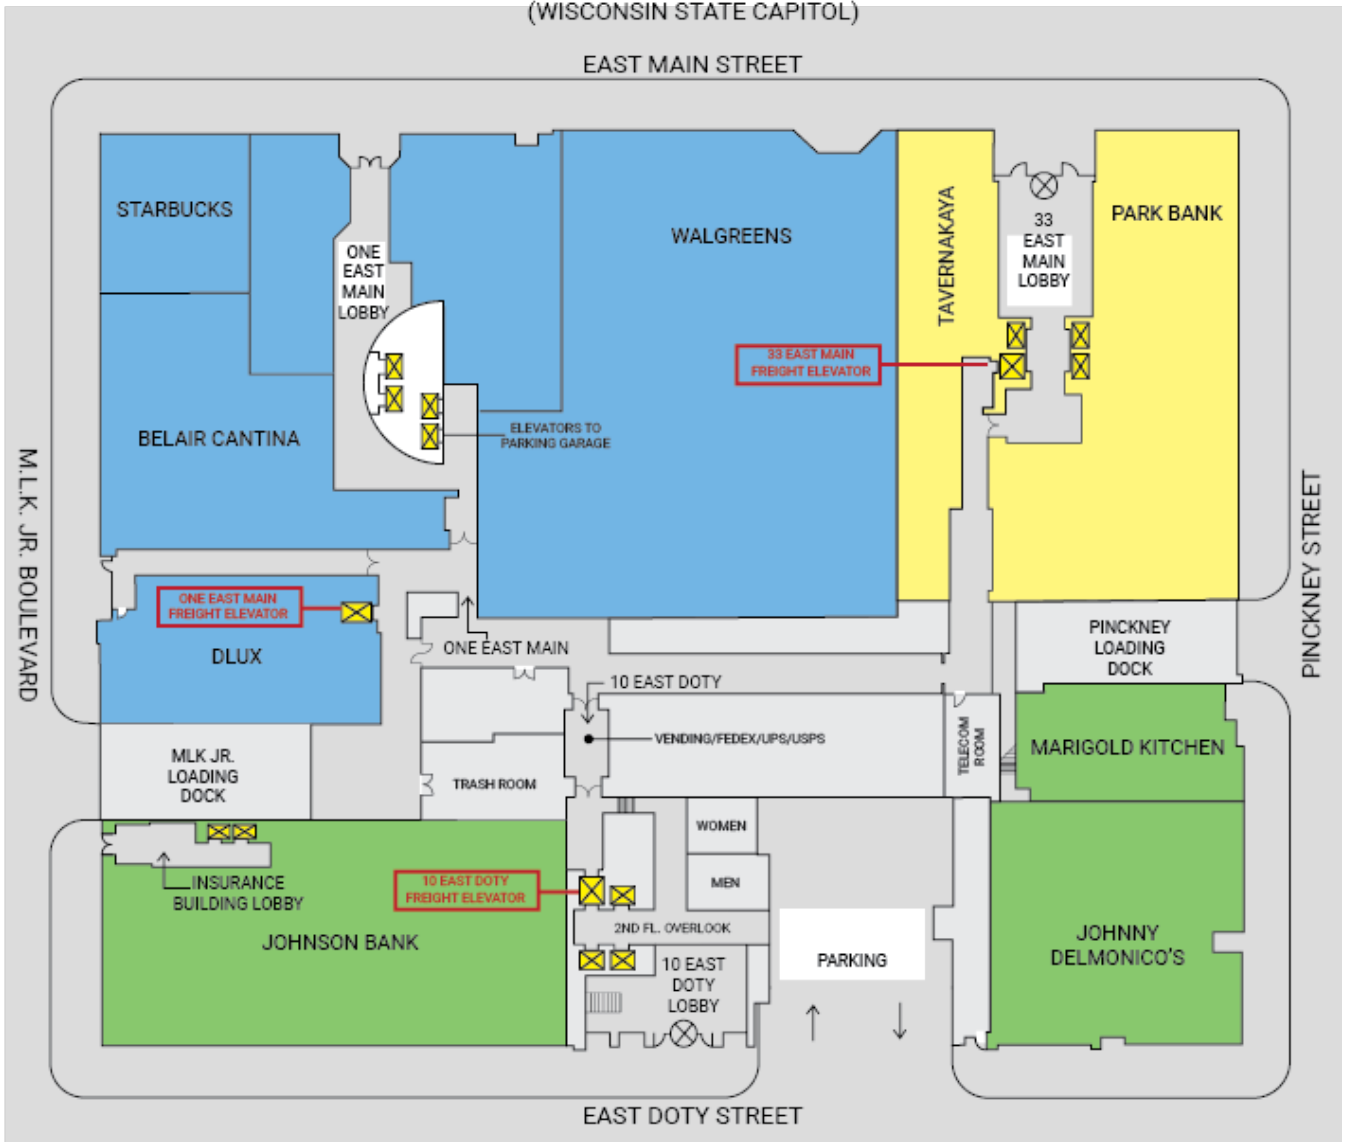 (WISCONSIN STATE CAPITOL)
EAST MAIN STREET
STARBUCKS
ONE
EAST
MAIN
LOBBY
WALGREENS
TAVERNAKAYA
33
EAST
MAIN
LOBBY
PARK BANK
33 EAST MAIN
FREIGHT ELEVATOR
BELAIR CANTINA
ELEVATORS TO
PARKING GARAGE
M.L.K. JR. BOULEVARD
PINCKNEY STREET
ONE EAST MAIN
FREIGHT ELEVATOR
DLUX
ONE EAST MAIN
PINCKNEY
LOADING
DOCK
10 EAST DOTY
VENDING/FEDEX/UPS/USPS
TELECOM
ROOM
MARIGOLD KITCHEN
MLK JR.
LOADING
DOCK
TRASH ROOM
WOMEN
MEN
INSURANCE
BUILDING LOBBY
10 EAST DOTY
FREIGHT ELEVATOR
JOHNSON BANK
2ND FL. OVERLOOK
10 EAST
DOTY
LOBBY
PARKING
JOHNNY
DELMONICO'S
EAST DOTY STREET